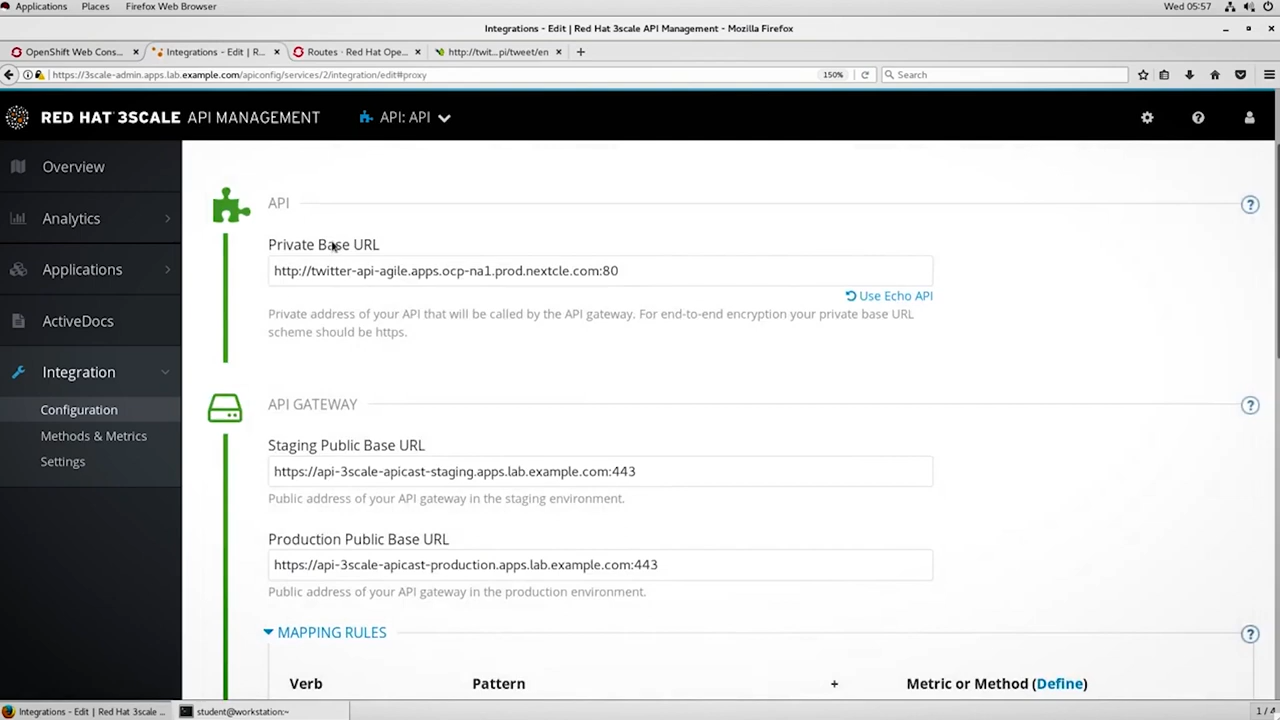 Applications Places Firefox Web Browser Wed 05:57
Integrations - Edit | Red Hat 3scale API Management - Mozilla Firefox
OpenShift Web Cons... × Integrations - Edit | R... × Routes · Red Hat Ope... × http://twit...pi/tweet/en × +
https://3scale-admin.apps.lab.example.com/apiconfig/services/2/integration/edit#proxy 150% Search
RED HAT 3SCALE API MANAGEMENT API: API
Overview
Analytics
Applications
ActiveDocs
Integration
Configuration
Methods & Metrics
Settings
API
Private Base URL
http://twitter-api-agile.apps.ocp-na1.prod.nextcle.com:80
Use Echo API
Private address of your API that will be called by the API gateway. For end-to-end encryption your private base URL
scheme should be https.
API GATEWAY
Staging Public Base URL
https://api-3scale-apicast-staging.apps.lab.example.com:443
Public address of your API gateway in the staging environment.
Production Public Base URL
https://api-3scale-apicast-production.apps.lab.example.com:443
Public address of your API gateway in the production environment.
MAPPING RULES
Verb Pattern + Metric or Method (Define)
Integrations - Edit | Red Hat 3scale ... student@workstation:~ 1 / 4